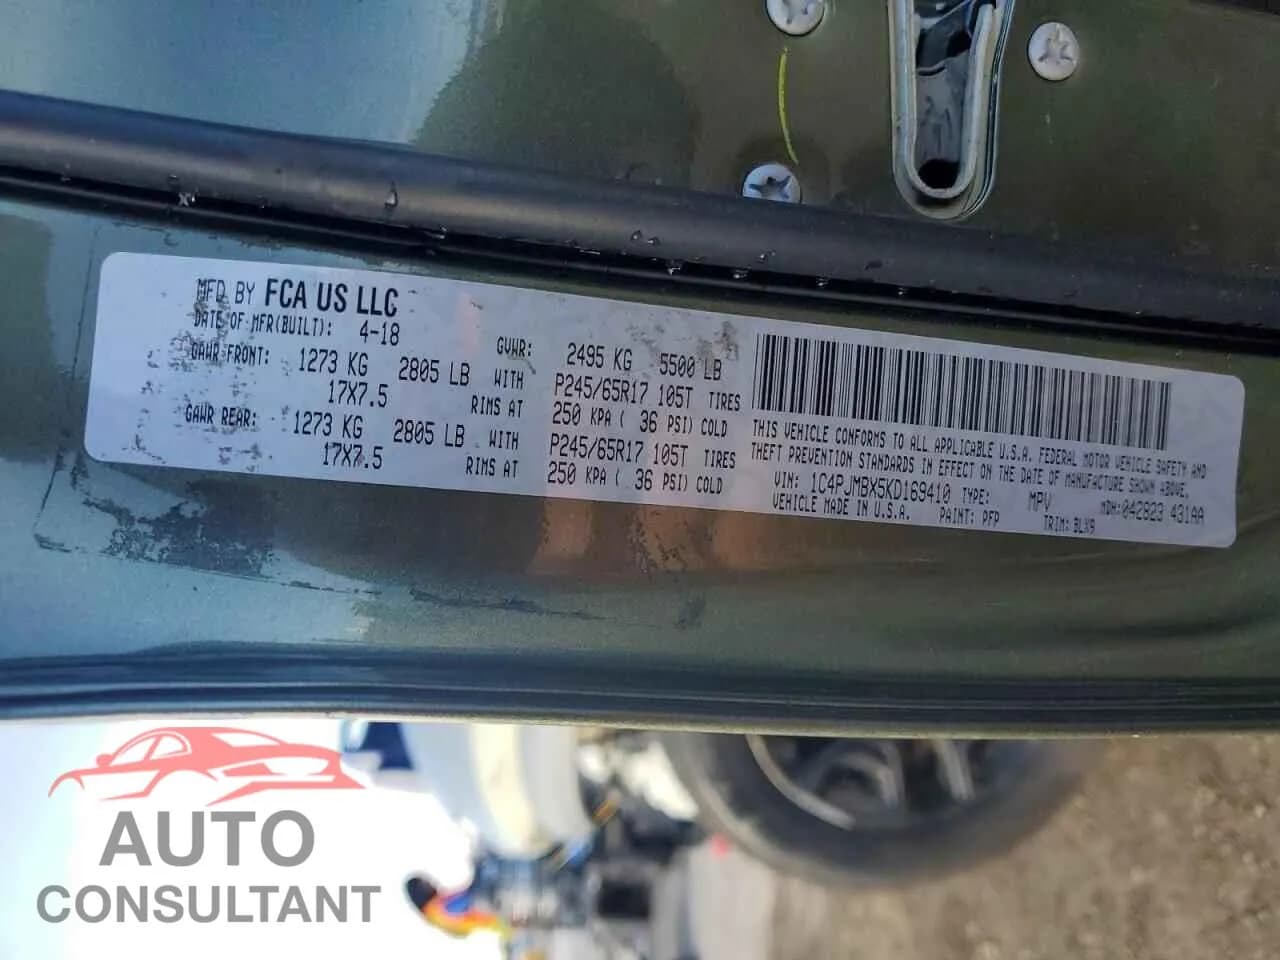 MFD BY FCA US LLC
DATE OF MFR(BUILT): 4-18 GVWR: 2495 KG 5500 LB
GAWR FRONT: 1273 KG 2805 LB WITH P245/65R17 105T TIRES
17X7.5 RIMS AT 250 KPA ( 36 PSI) COLD
GAWR REAR: 1273 KG 2805 LB WITH P245/65R17 105T TIRES
17X7.5 RIMS AT 250 KPA ( 36 PSI) COLD
THIS VEHICLE CONFORMS TO ALL APPLICABLE U.S.A. FEDERAL MOTOR VEHICLE SAFETY AND
THEFT PREVENTION STANDARDS IN EFFECT ON THE DATE OF MANUFACTURE SHOWN ABOVE.
VIN: 1C4PJMBX5KD169410 TYPE: MPV MDH:042823 431AA
VEHICLE MADE IN U.S.A. PAINT: PFP TRIM: BLX9
AUTO
CONSULTANT